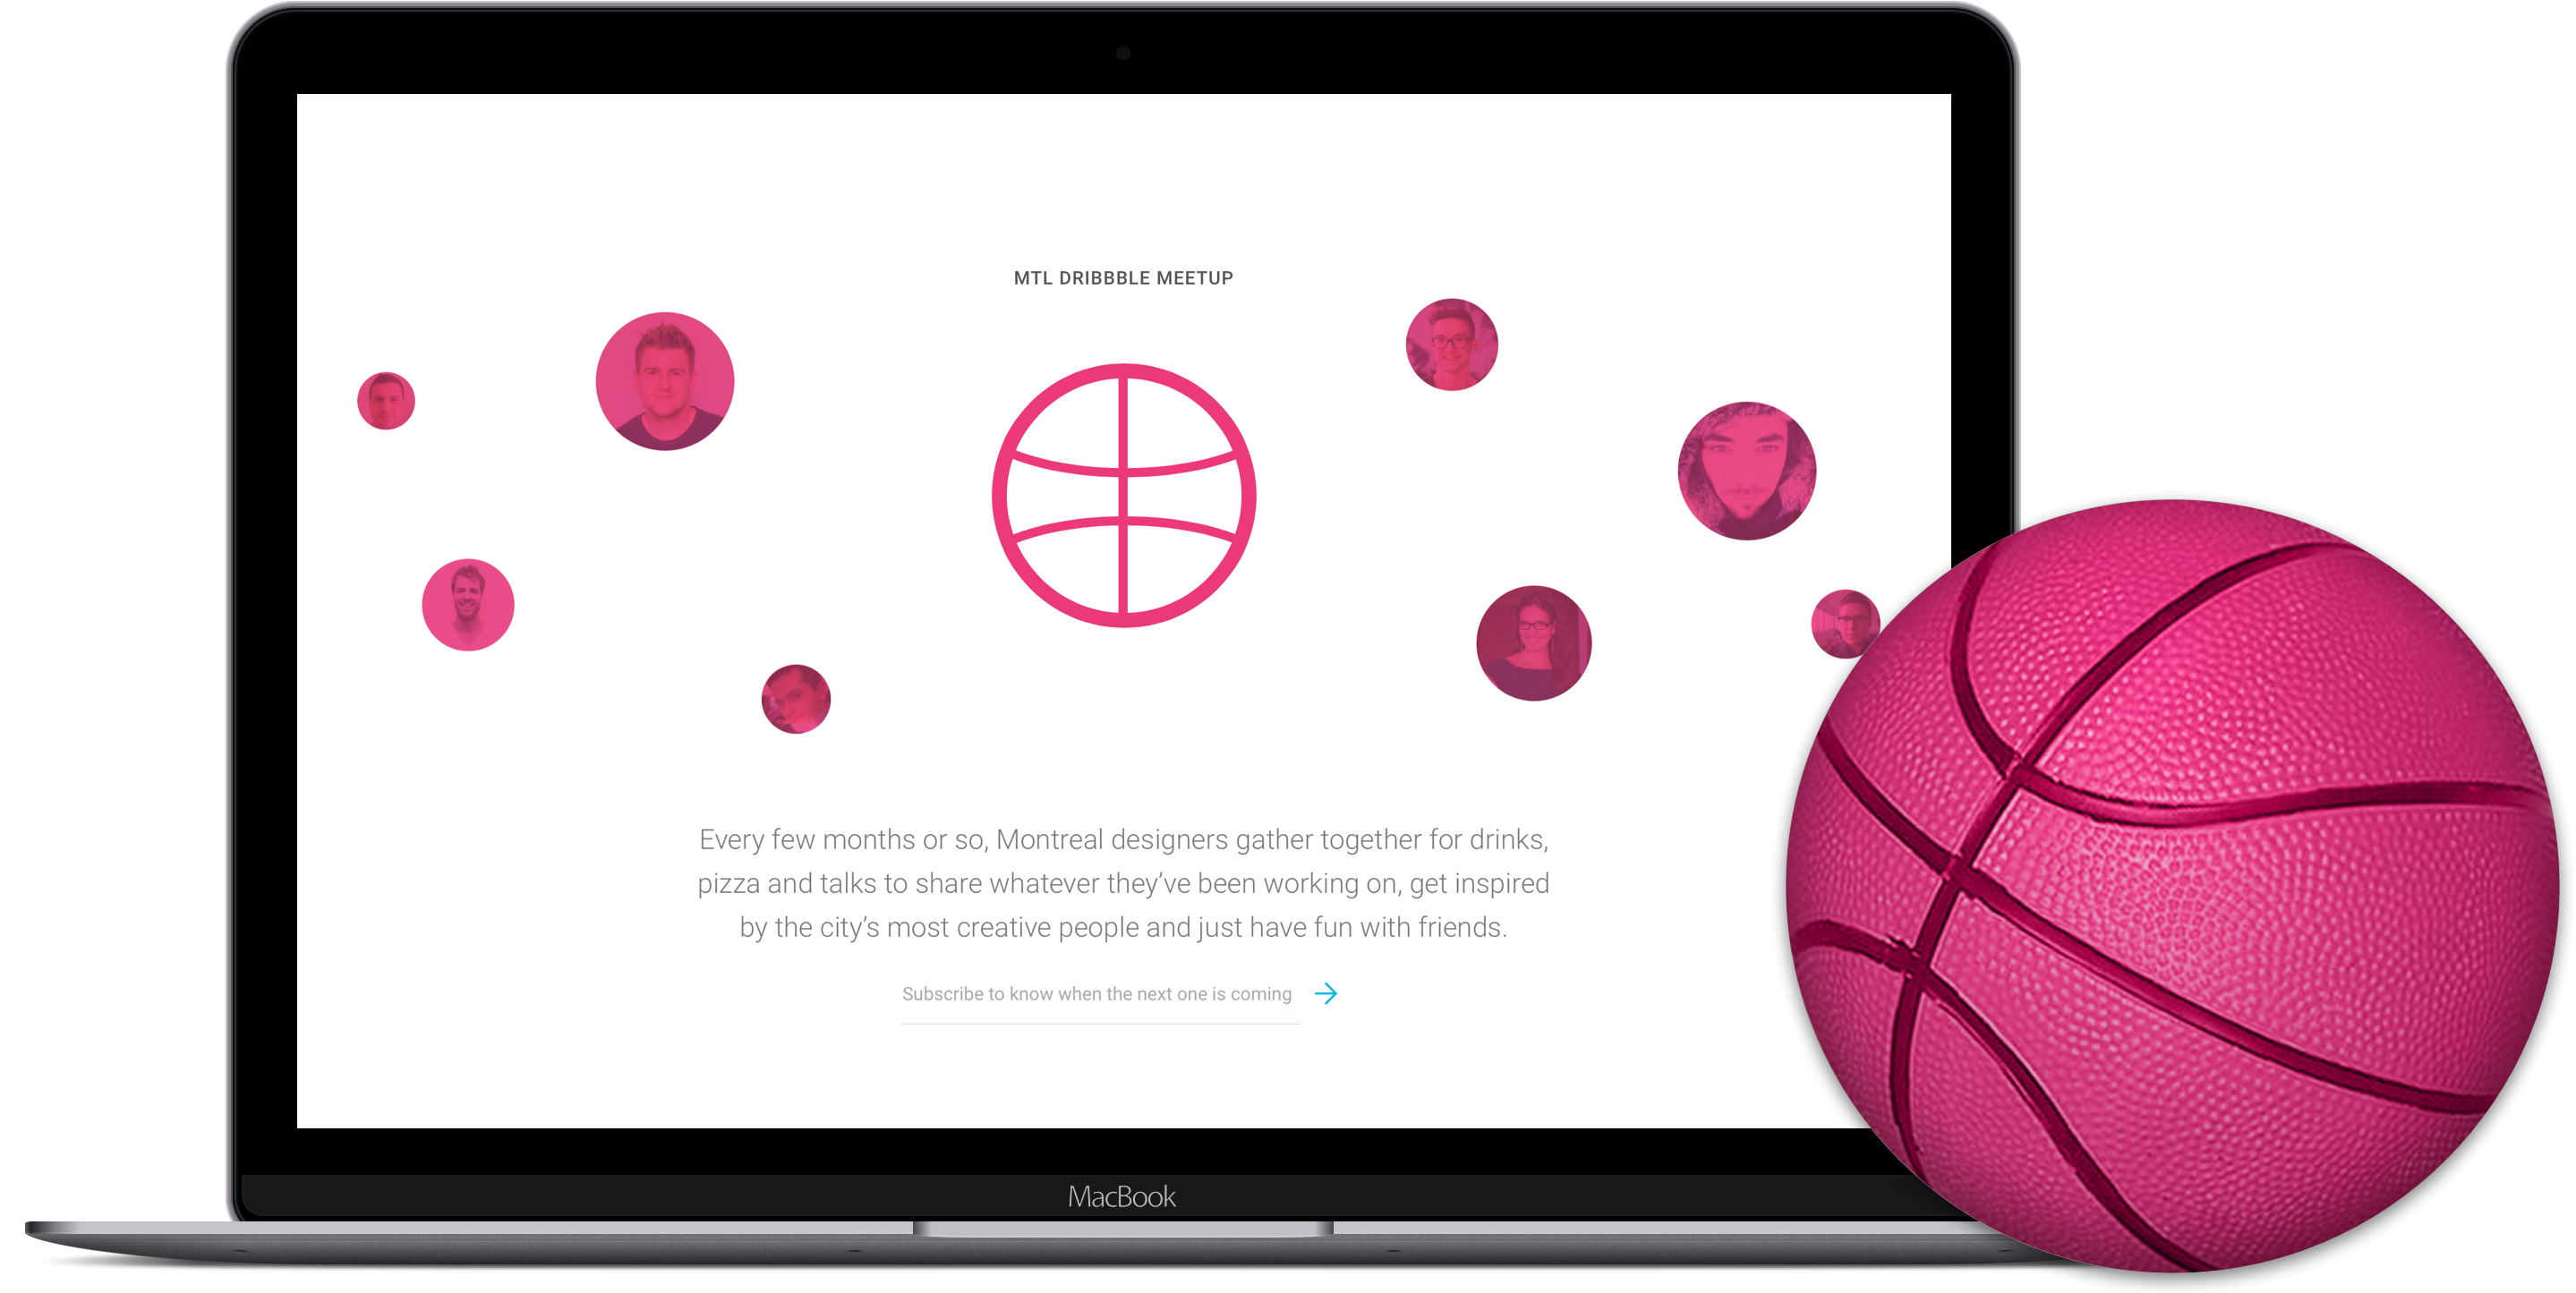 MTL DRIBBBLE MEETUP
Every few months or so, Montreal designers gather together for drinks,
pizza and talks to share whatever they’ve been working on, get inspired
by the city’s most creative people and just have fun with friends.
Subscribe to know when the next one is coming
MacBook